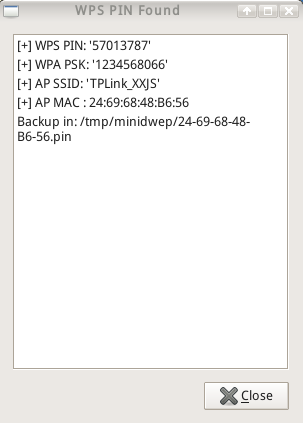 WPS PIN Found
[+] WPS PIN: '57013787'
[+] WPA PSK: '1234568066'
[+] AP SSID: 'TPLink_XXJS'
[+] AP MAC : 24:69:68:48:B6:56
Backup in: /tmp/minidwep/24-69-68-48-
B6-56.pin
Close